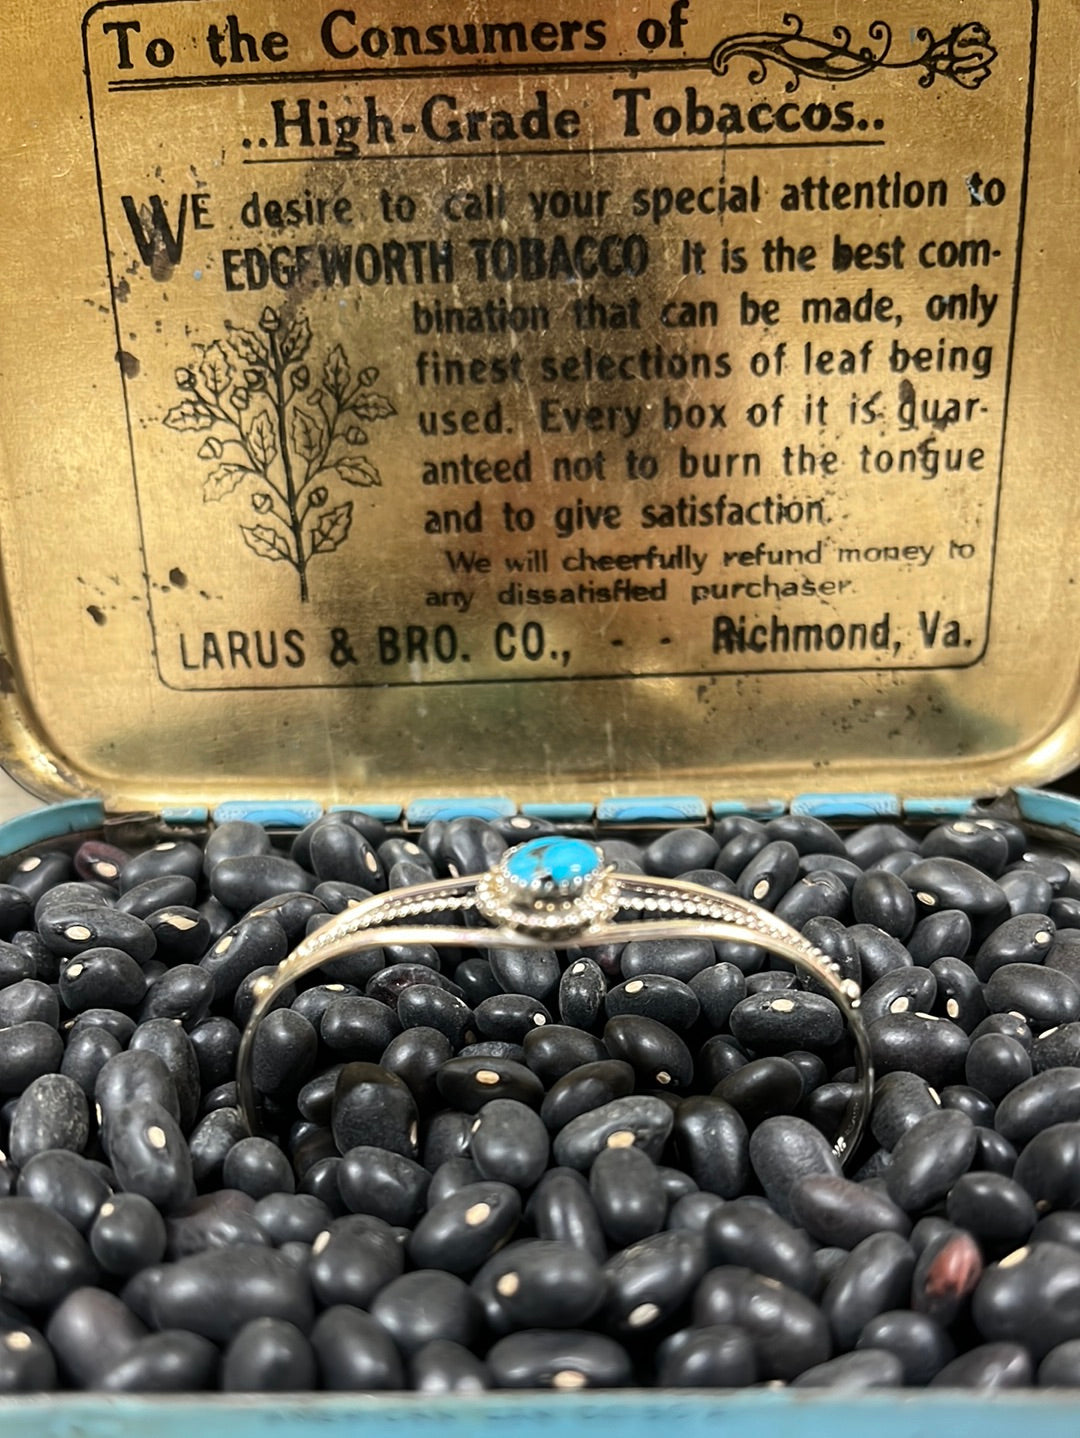 To the Consumers of
..High-Grade Tobaccos..
WE desire to call your special attention to
EDGEWORTH TOBACCO It is the best com-
bination that can be made, only
finest selections of leaf being
used. Every box of it is guar-
anteed not to burn the tongue
and to give satisfaction.
We will cheerfully refund money to
any dissatisfied purchaser.
LARUS & BRO. CO., - - Richmond, Va.